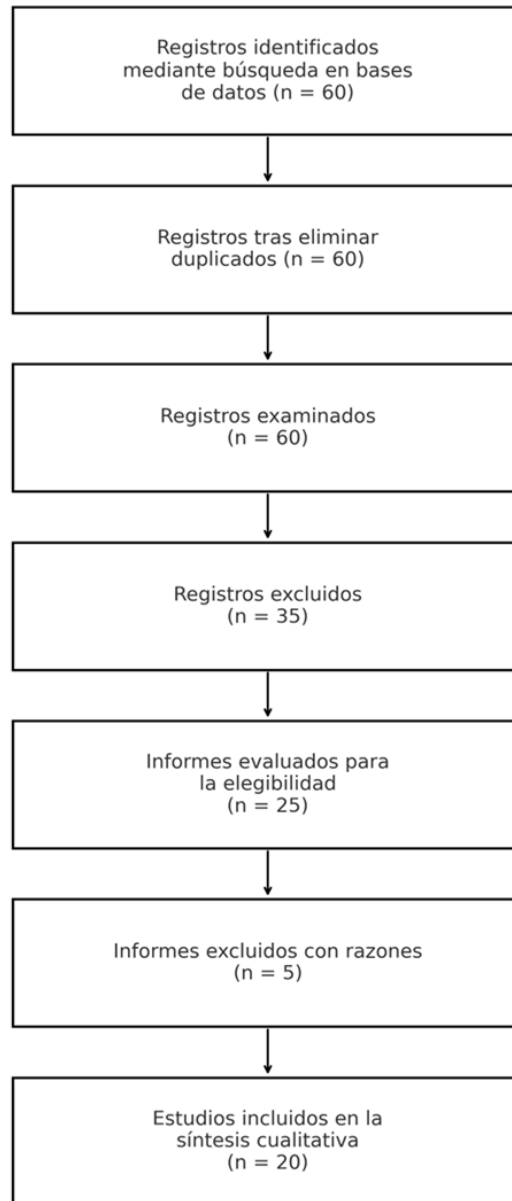 Registros identificados
mediante búsqueda en bases
de datos (n = 60)
Registros tras eliminar
duplicados (n = 60)
Registros examinados
(n = 60)
Registros excluidos
(n = 35)
Informes evaluados para
la elegibilidad
(n = 25)
Informes excluidos con razones
(n = 5)
Estudios incluidos en la
síntesis cualitativa
(n = 20)